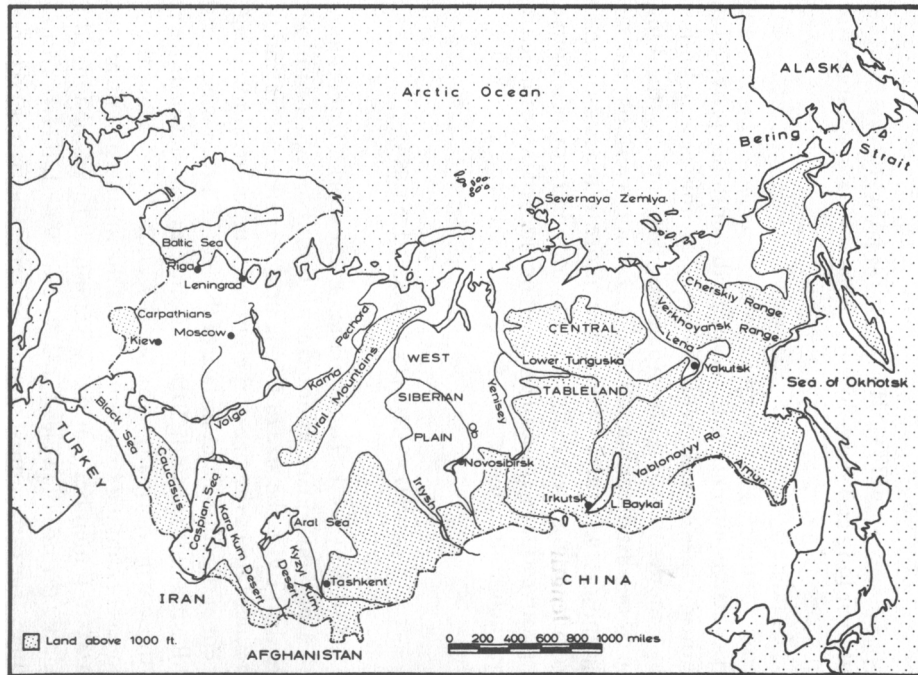 ALASKA
Arctic Ocean
Bering
Strait
Severnaya Zemlya
Baltic Sea
Riga
Leningrad
Cherskiy Range
Verkhoyansk Range
Carpathians
Kiev
Moscow
Pechora
Kama
Ural Mountains
WEST
SIBERIAN
PLAIN
CENTRAL
Lower Tunguska
TABLELAND
Lena
Yakutsk
Sea of Okhotsk
Yenisey
Ob
Black Sea
TURKEY
Volga
Caucasus
Caspian Sea
Kara Kum Desert
Aral Sea
Kyzyl Kum
Desert
Tashkent
Irtysh
Novosibirsk
Irkutsk
L Baykai
Yablonovyy Ra
Amur
IRAN
CHINA
AFGHANISTAN
Land above 1000 ft.
0 200 400 600 800 1000 miles